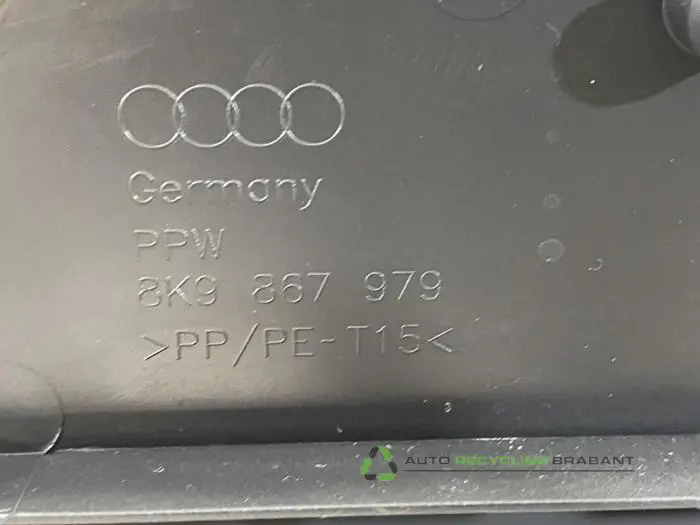 Germany
PPW
8K9 867 979
>PP/PE-T15<
AUTO RECYCLING BRABANT